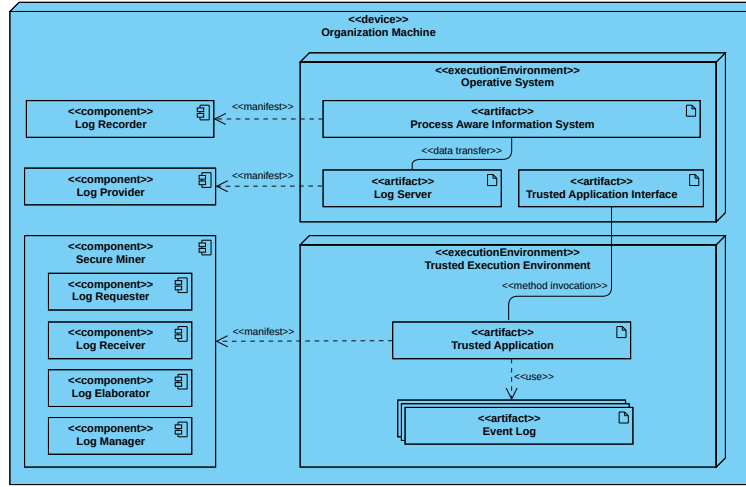 <<device>>
Organization Machine
<<executionEnvironment>>
Operative System
<<component>>
Log Recorder
<<manifest>>
<<artifact>>
Process Aware Information System
<<data transfer>>
<<component>>
Log Provider
<<manifest>>
<<artifact>>
Log Server
<<artifact>>
Trusted Application Interface
<<component>>
Secure Miner
<<component>>
Log Requester
<<component>>
Log Receiver
<<component>>
Log Elaborator
<<component>>
Log Manager
<<manifest>>
<<executionEnvironment>>
Trusted Execution Environment
<<method invocation>>
<<artifact>>
Trusted Application
<<use>>
<<artifact>>
Event Log